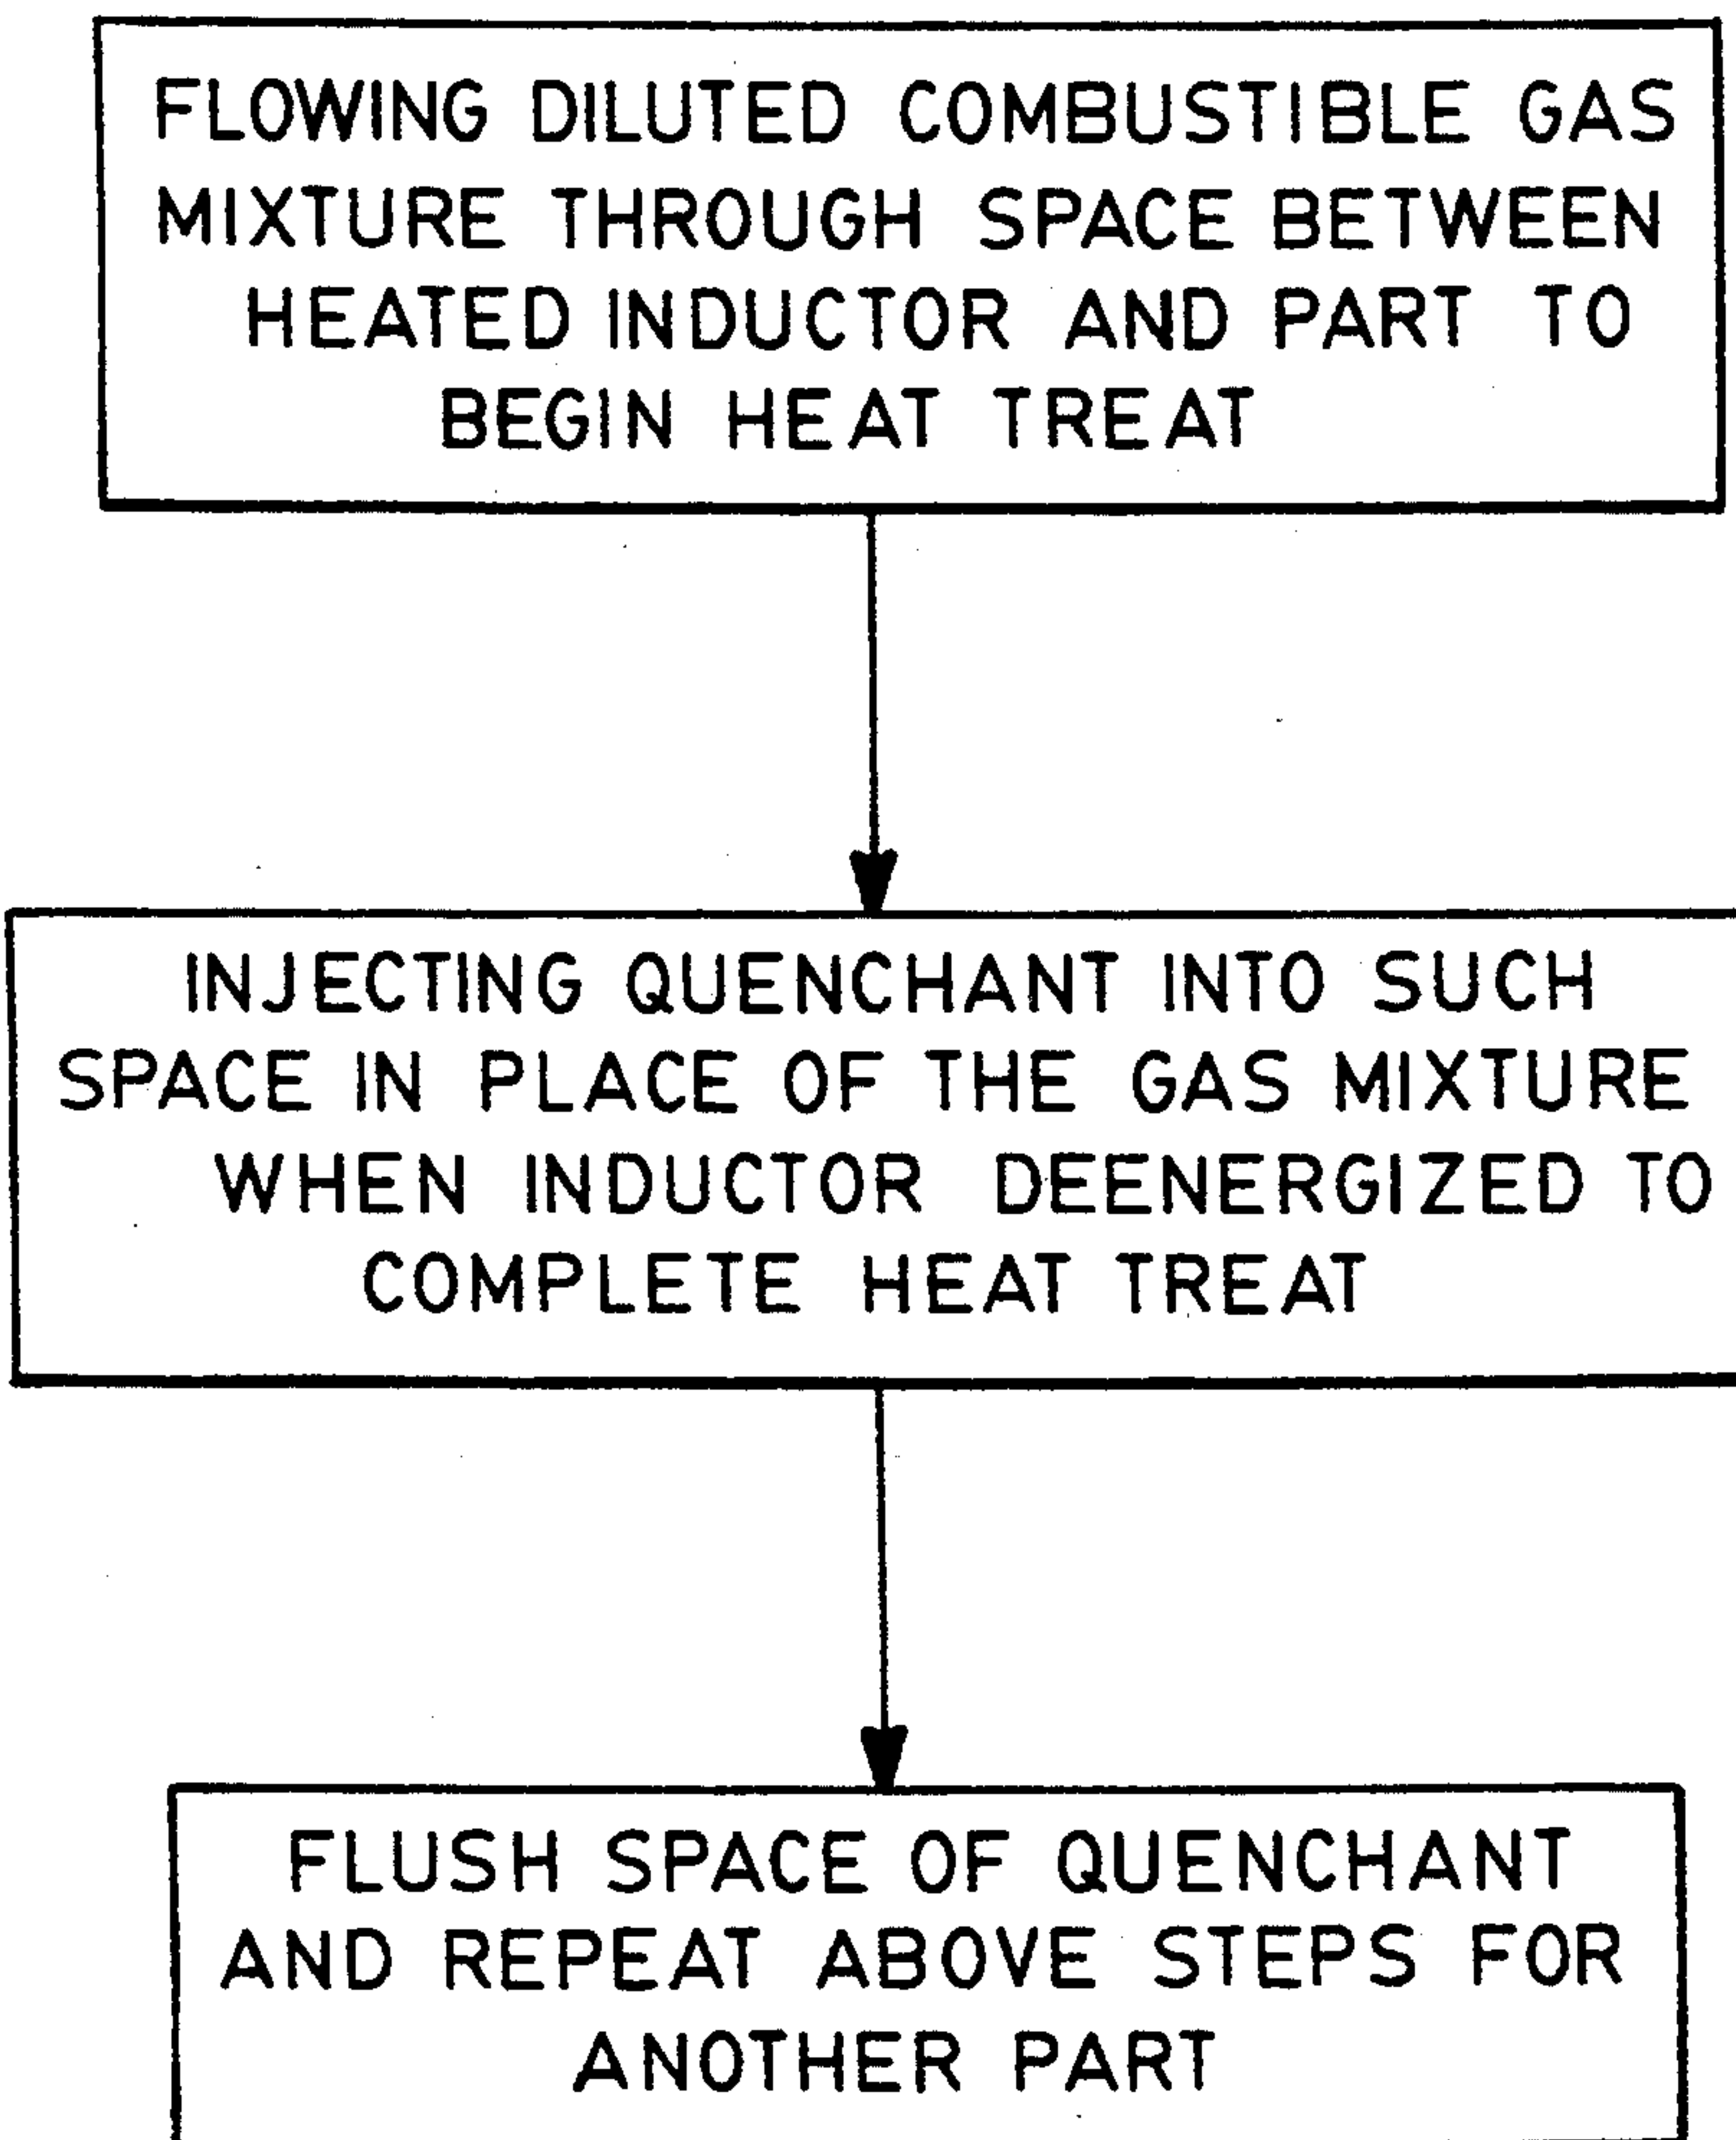 FLOWING DILUTED COMBUSTIBLE GAS
MIXTURE THROUGH SPACE BETWEEN
HEATED INDUCTOR AND PART TO
BEGIN HEAT TREAT
INJECTING QUENCHANT INTO SUCH
SPACE IN PLACE OF THE GAS MIXTURE
WHEN INDUCTOR DEENERGIZED TO
COMPLETE HEAT TREAT
FLUSH SPACE OF QUENCHANT
AND REPEAT ABOVE STEPS FOR
ANOTHER PART